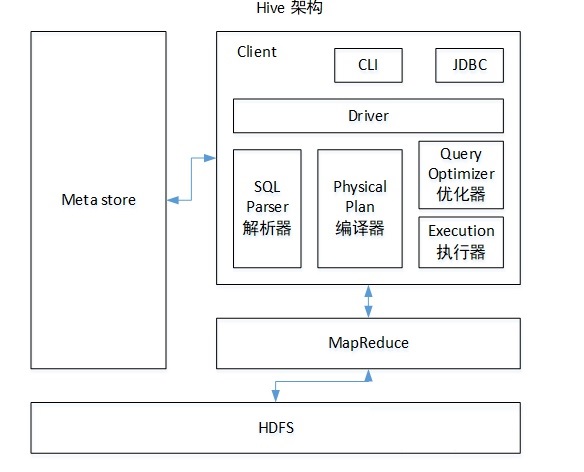 Hive 架构
Client
CLI
JDBC
Driver
Meta store
SQL
Parser
解析器
Physical
Plan
编译器
Query
Optimizer
优化器
Execution
执行器
MapReduce
HDFS